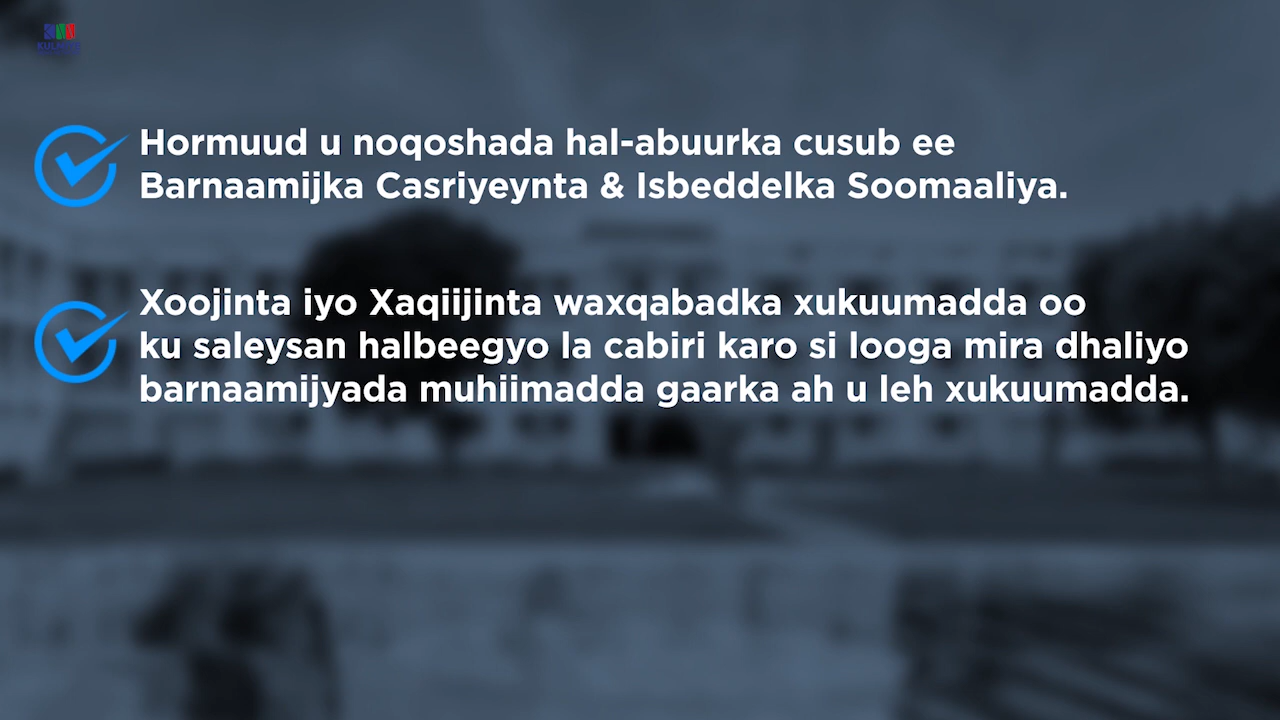 Hormuud u noqoshada hal-abuurka cusub ee
Barnaamijka Casriyeynta & Isbeddelka Soomaaliya.
Xoojinta iyo Xaqiijinta waxqabadka xukuumadda oo
ku saleysan halbeegyo la cabiri karo si looga mira dhaliyo
barnaamijyada muhiimadda gaarka ah u leh xukuumadda.